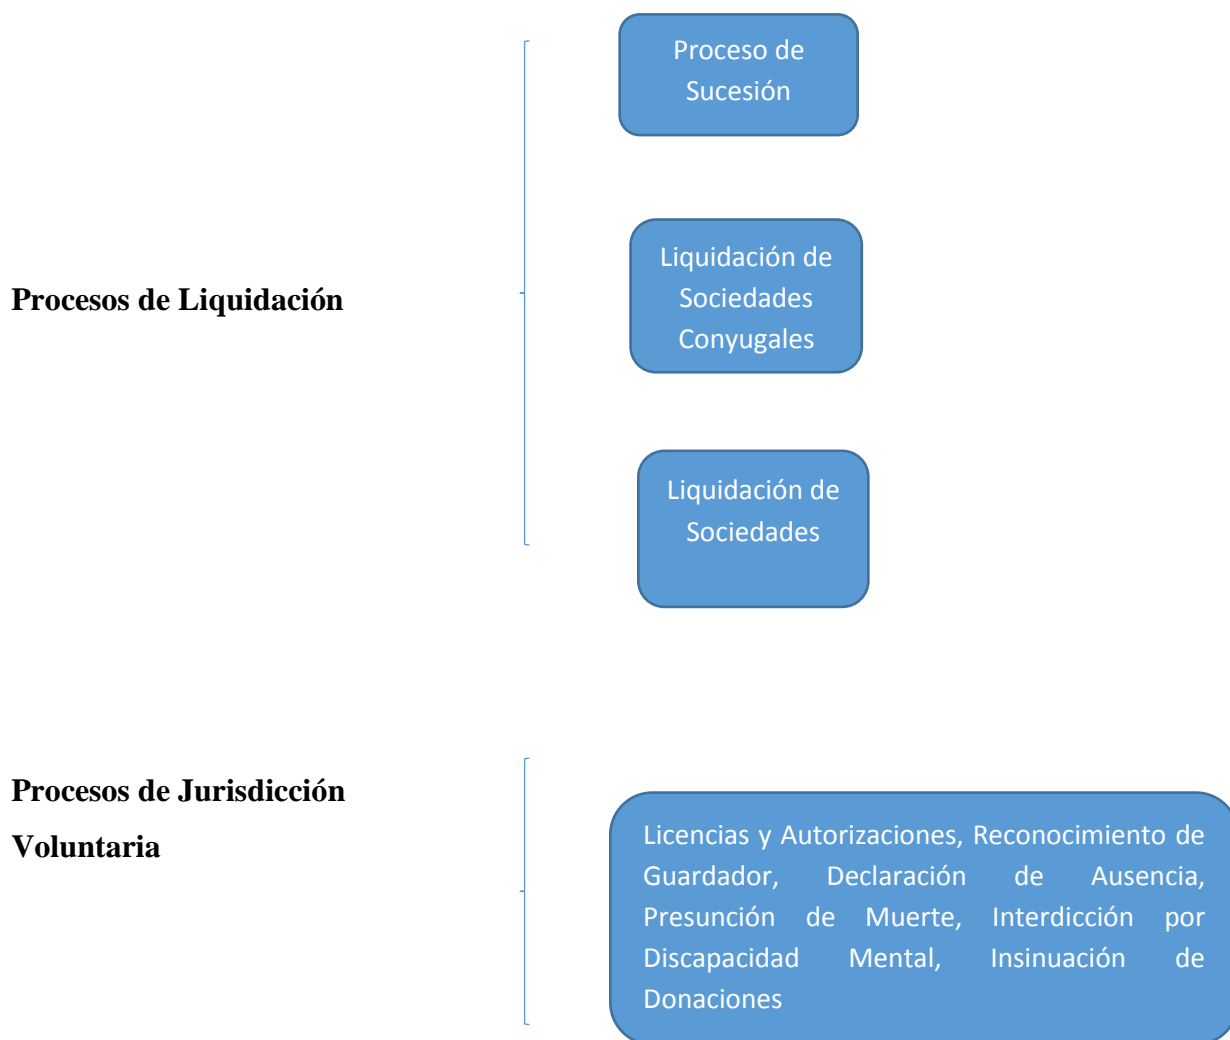 Procesos de Liquidación
Proceso de
Sucesión
Liquidación de
Sociedades
Conyugales
Liquidación de
Sociedades
Procesos de Jurisdicción
Voluntaria
Licencias y Autorizaciones, Reconocimiento de
Guardador, Declaración de Ausencia,
Presunción de Muerte, Interdicción por
Discapacidad Mental, Insinuación de
Donaciones